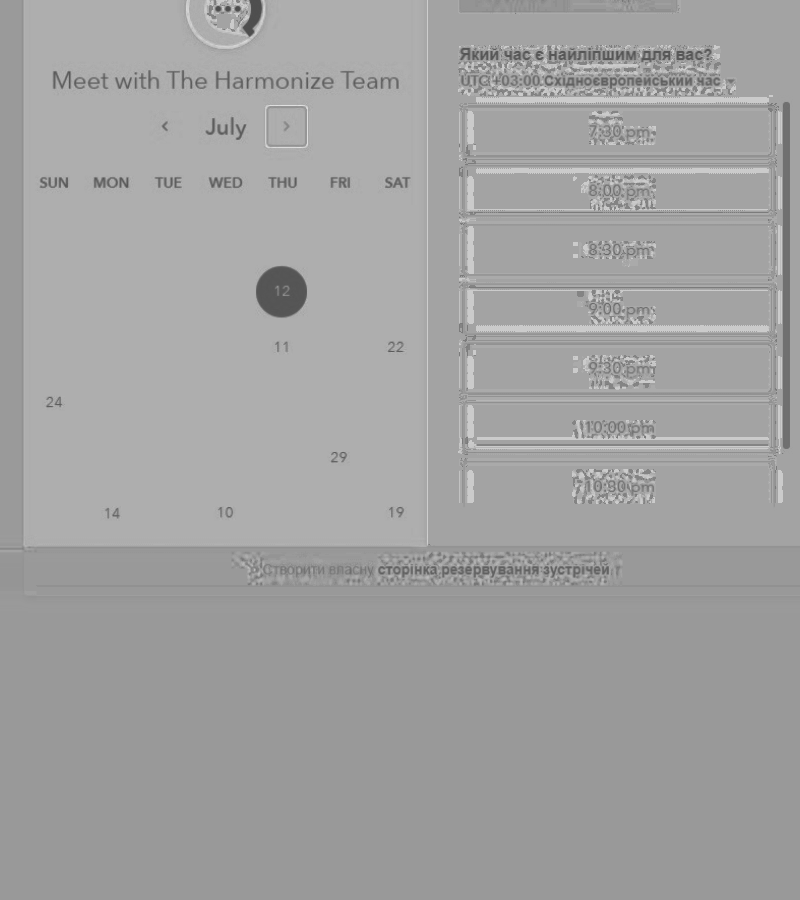 Meet with The Harmonize Team
July
SUN MON TUE WED THU FRI SAT
12
11 22
24
29
14 10 19
Який час є найліпшим для вас?
UTC +03:00 Східноєвропейський час
7:30 pm
8:00 pm
8:30 pm
9:00 pm
9:30 pm
10:00 pm
10:30 pm
Створити власну сторінка резервування зустрічей